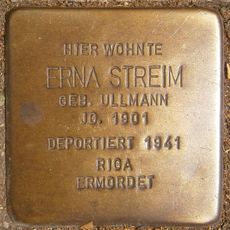 HIER WOHNTE
ERNA STREIM
GEB. ULLMANN
JG. 1901
DEPORTIERT 1941
RIGA
ERMORDET